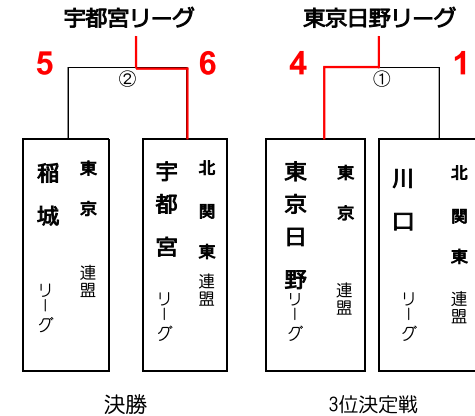 宇都宮リーグ
東京日野リーグ
5
6
4
1
②
①
稲城リーグ
東京連盟
宇都宮リーグ
北関東連盟
東京日野リーグ
東京連盟
川口リーグ
北関東連盟
決勝
3位決定戦